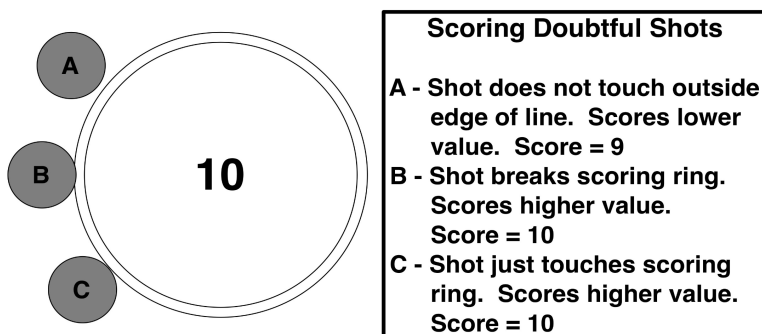 A
B
C
10
Scoring Doubtful Shots
A - Shot does not touch outside
edge of line.  Scores lower
value.  Score = 9
B - Shot breaks scoring ring.
Scores higher value.
Score = 10
C - Shot just touches scoring
ring.  Scores higher value.
Score = 10